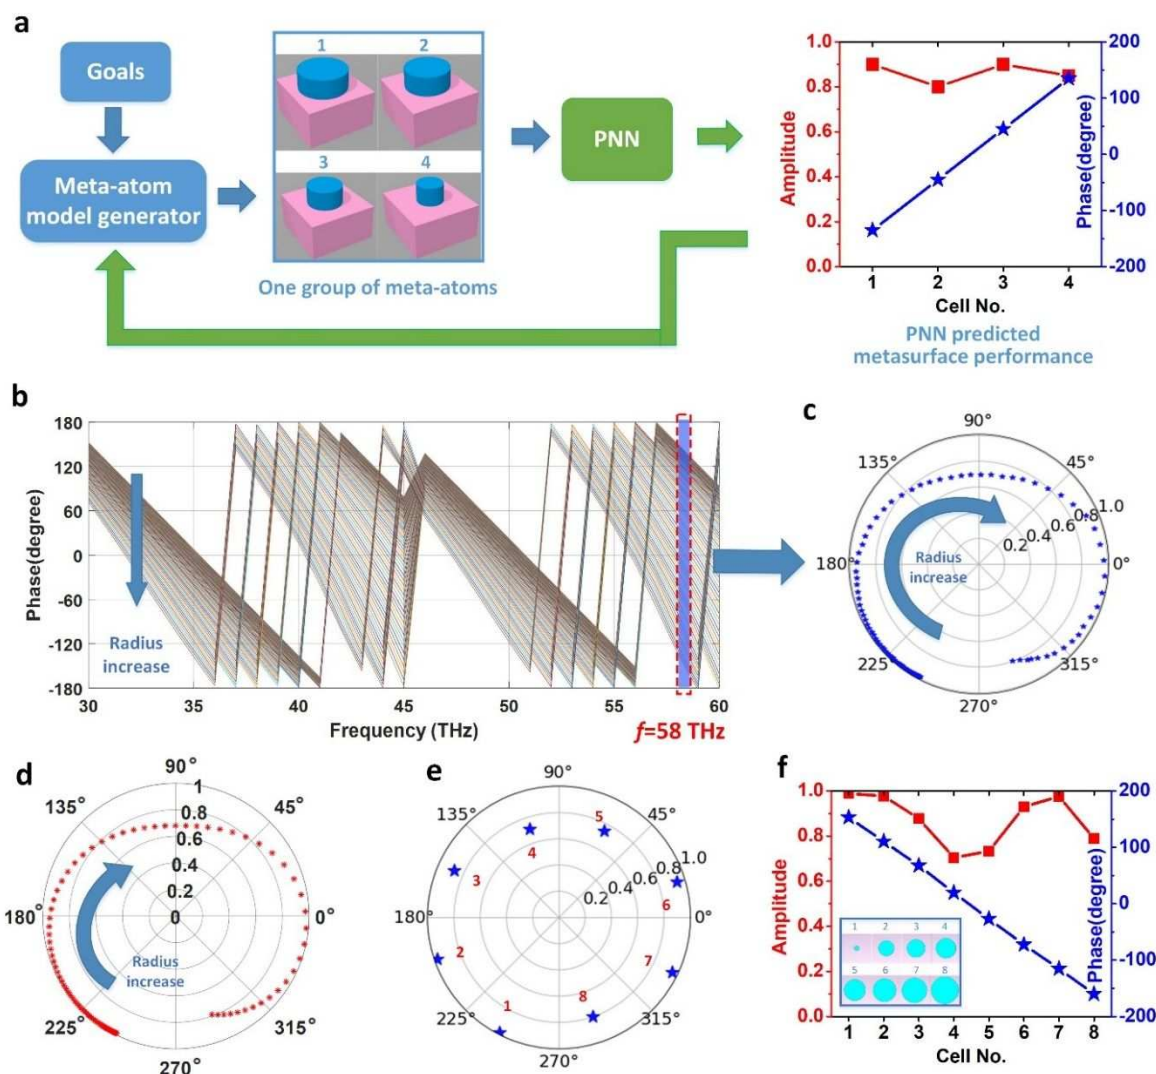 a
Goals
Meta-atom
model generator
1 2
3 4
One group of meta-atoms
PNN
1.0
0.8
0.6
0.4
0.2
0.0
Amplitude
200
100
0
-100
-200
Phase(degree)
1 2 3 4
Cell No.
PNN predicted
metasurface performance
b
180
120
60
0
-60
-120
-180
Phase(degree)
Radius
increase
30 35 40 45 50 55 60
Frequency (THz)
f=58 THz
c
90°
135° 45°
180° 0°
225° 315°
270°
0.2 0.4 0.6 0.8 1.0
Radius
increase
d
90°
135° 45°
180° 0°
225° 315°
270°
1
0.8
0.6
0.4
0.2
0
Radius
increase
e
90°
135° 45°
180° 0°
225° 315°
270°
0.2 0.4 0.6 0.8 1.0
1
2
3
4
5
6
7
8
f
1.0
0.8
0.6
0.4
0.2
0.0
Amplitude
200
100
0
-100
-200
Phase(degree)
1 2 3 4
5 6 7 8
1 2 3 4 5 6 7 8
Cell No.